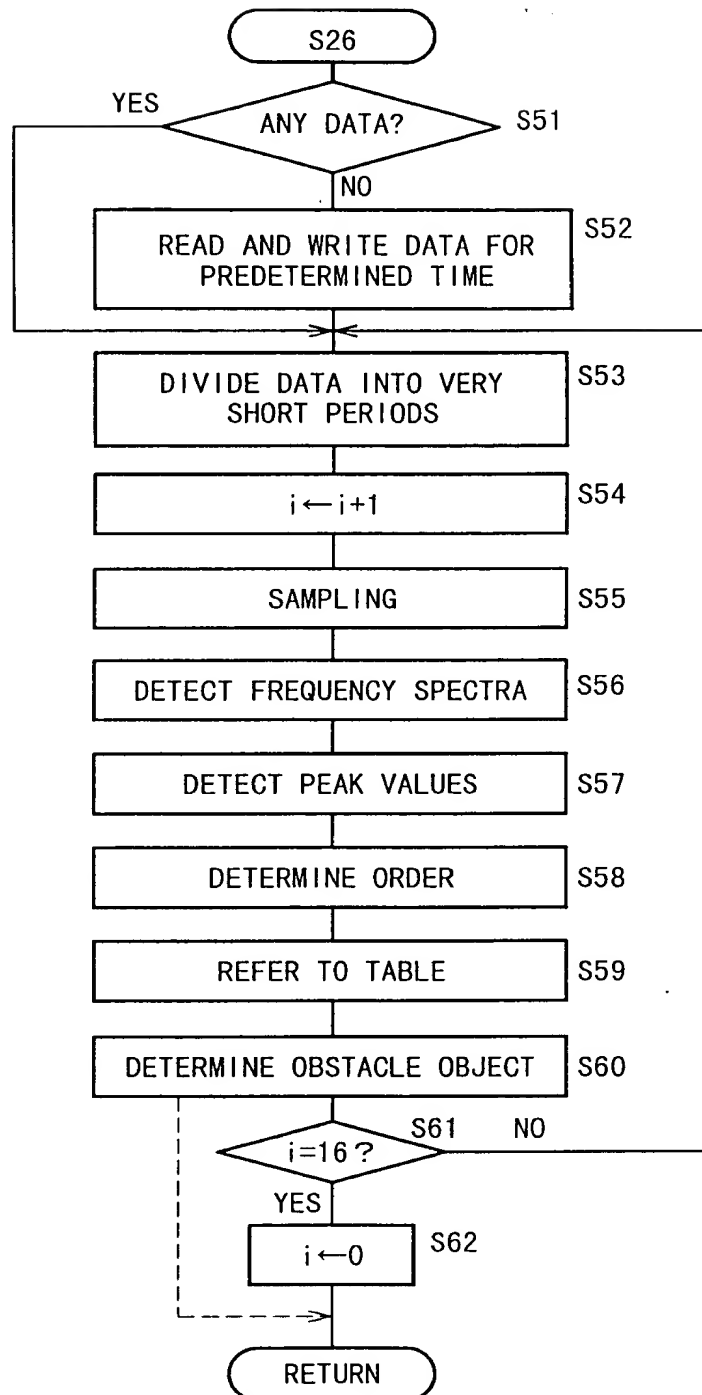 S26
YES
ANY DATA?
S51
NO
READ AND WRITE DATA FOR
PREDETERMINED TIME
S52
DIVIDE DATA INTO VERY
SHORT PERIODS
S53
i←i+1
S54
SAMPLING
S55
DETECT FREQUENCY SPECTRA
S56
DETECT PEAK VALUES
S57
DETERMINE ORDER
S58
REFER TO TABLE
S59
DETERMINE OBSTACLE OBJECT
S60
i=16?
S61
NO
YES
i←0
S62
RETURN